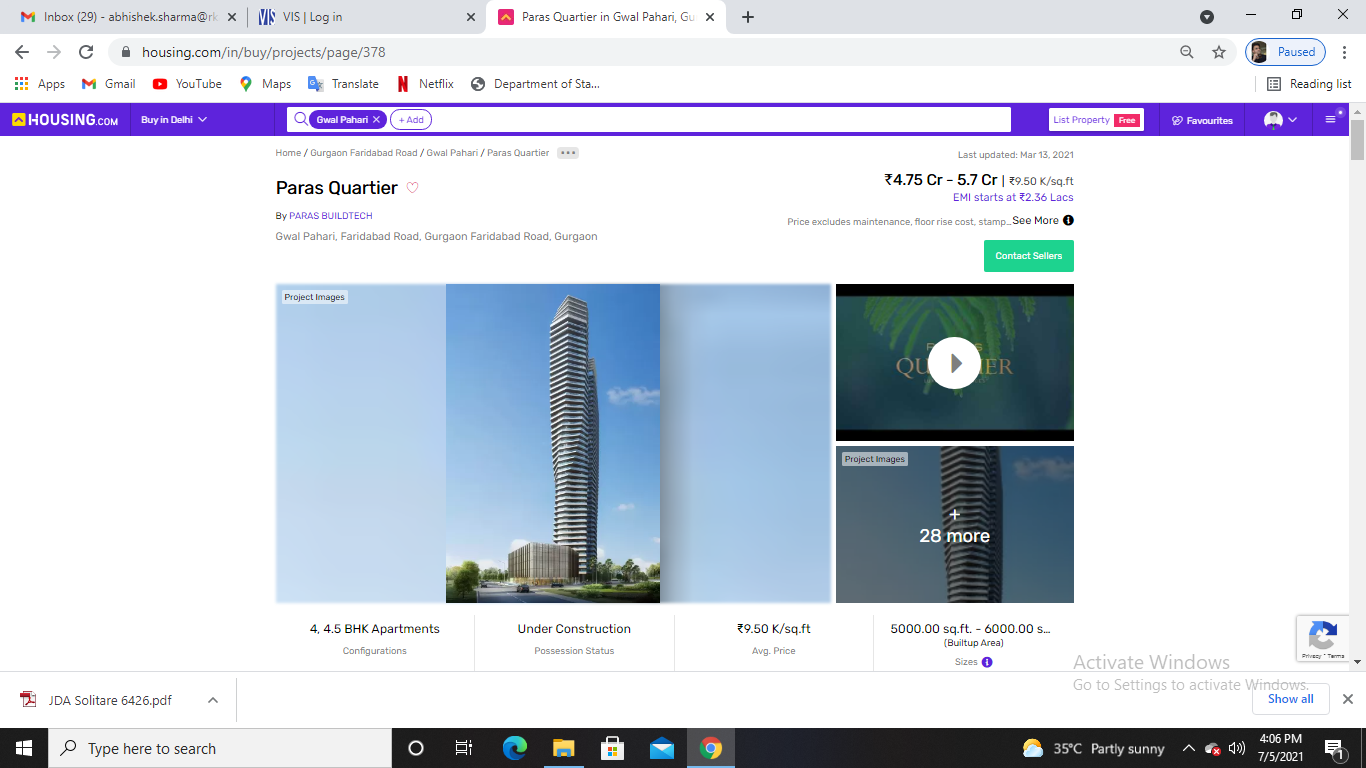 Inbox (29) - abhishek.sharma@rk
VIS | Log in
Paras Quartier in Gwal Pahari, Gu
housing.com/in/buy/projects/page/378
Paused
Apps
Gmail
YouTube
Maps
Translate
Netflix
Department of Sta...
Reading list
HOUSING.COM
Buy in Delhi
Gwal Pahari
+ Add
List Property Free
Favourites
Home / Gurgaon Faridabad Road / Gwal Pahari / Paras Quartier
Last updated: Mar 13, 2021
Paras Quartier
₹4.75 Cr - 5.7 Cr | ₹9.50 K/sq.ft
EMI starts at ₹2.36 Lacs
By PARAS BUILDTECH
Price excludes maintenance, floor rise cost, stamp... See More
Gwal Pahari, Faridabad Road, Gurgaon Faridabad Road, Gurgaon
Contact Sellers
Project Images
Project Images
+
28 more
4, 4.5 BHK Apartments
Configurations
Under Construction
Possession Status
₹9.50 K/sq.ft
Avg. Price
5000.00 sq.ft. - 6000.00 s...
(Builtup Area)
Sizes
Privacy - Terms
Activate Windows
Go to Settings to activate Windows.
JDA Solitare 6426.pdf
Show all
Type here to search
35°C Partly sunny
4:06 PM
7/5/2021
1